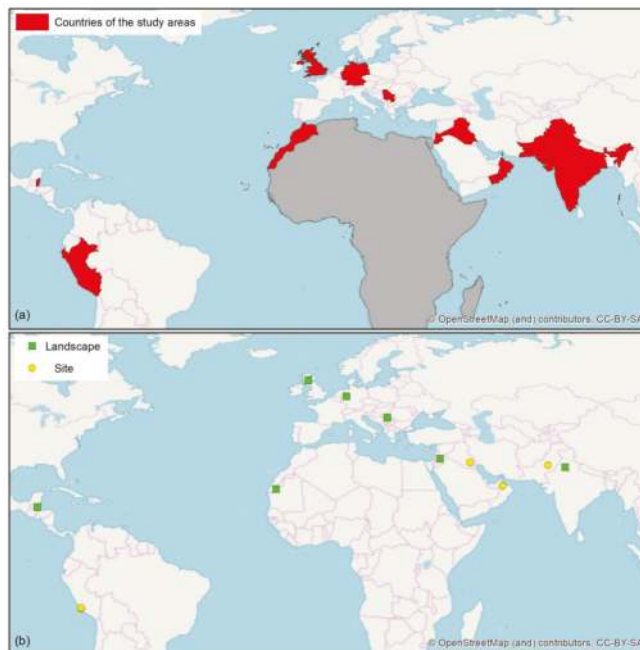 Countries of the study areas
(a)
© OpenStreetMap (and) contributors, CC-BY-SA
Landscape
Site
(b)
© OpenStreetMap (and) contributors, CC-BY-SA